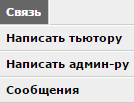 Связь
Написать тьютору
Написать админ-ру
Сообщения